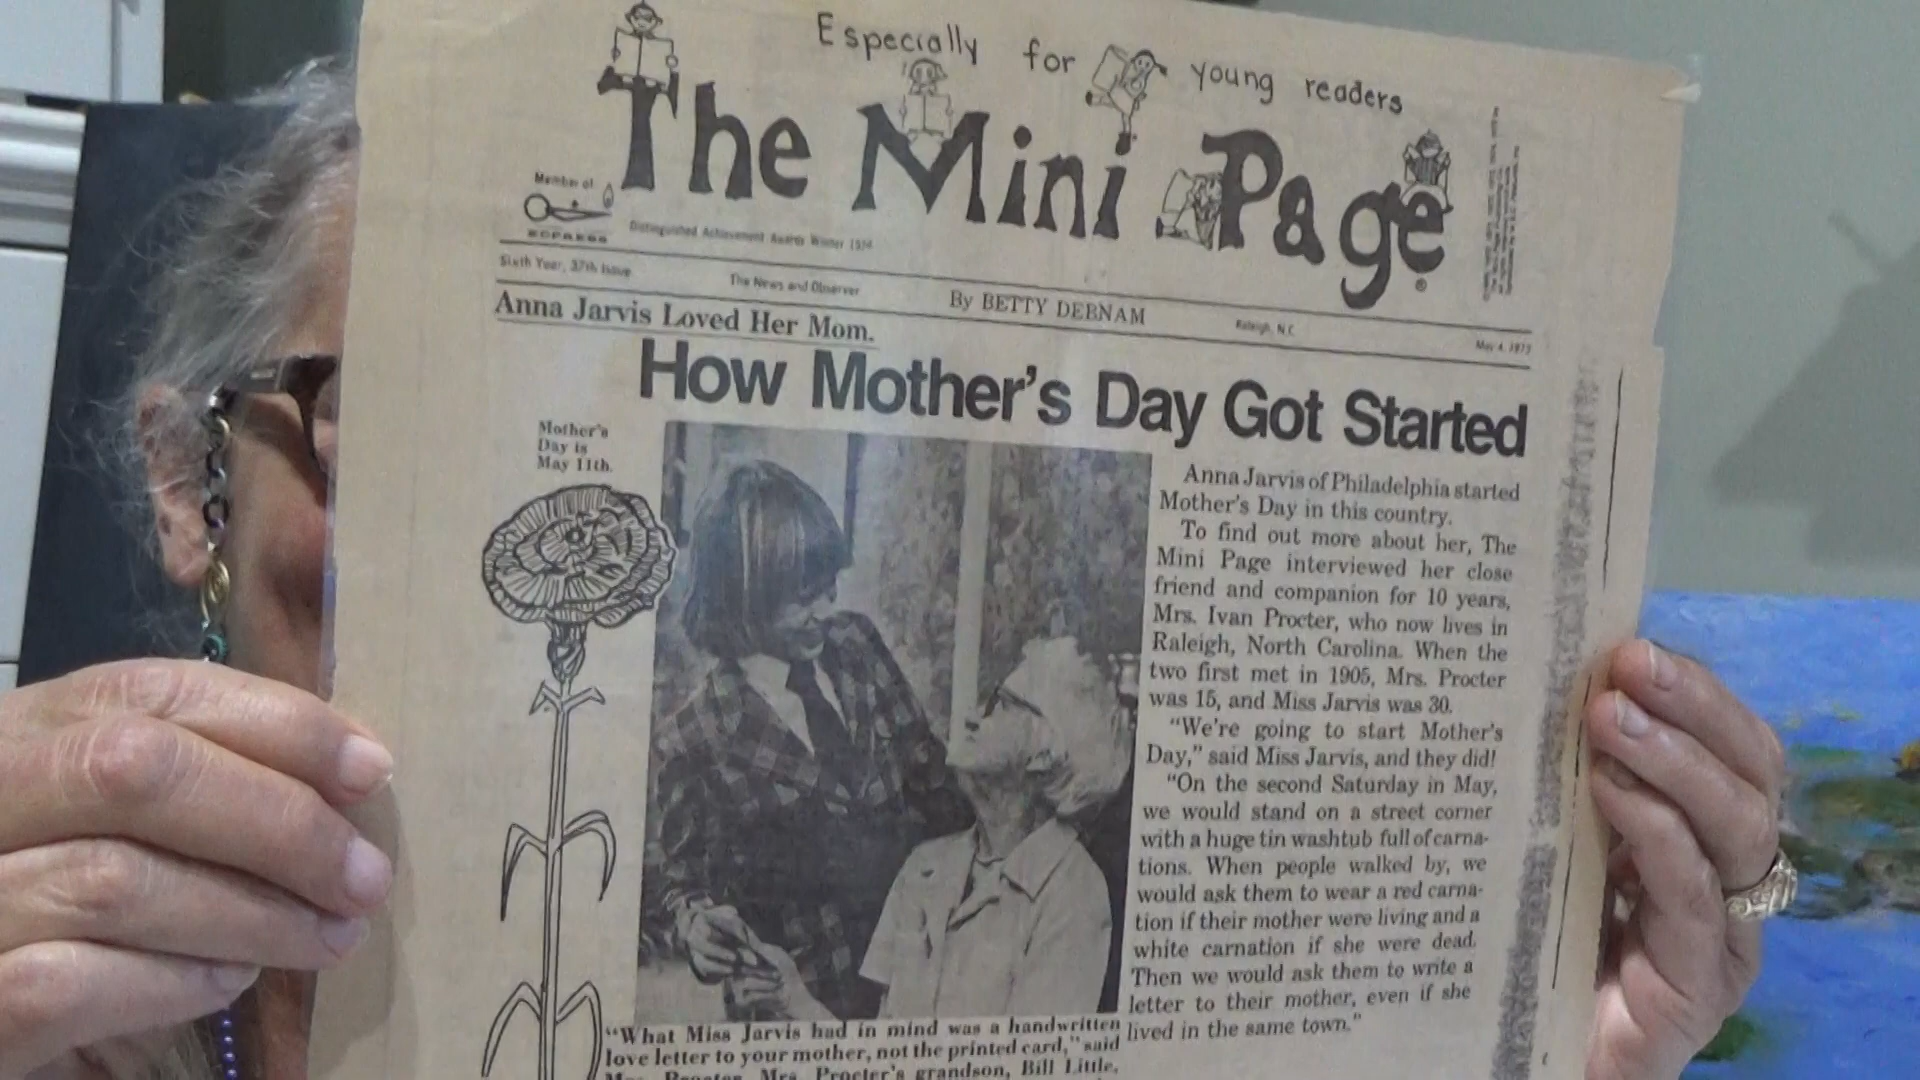 Especially for young readers
The Mini Page
Member of
Distinguished Achievement Awards Winter 1974
Sixth Year, 37th Issue
The News and Observer
By BETTY DEBNAM
Raleigh, N.C.
May 4, 1975
Anna Jarvis Loved Her Mom.
How Mother's Day Got Started
Mother's
Day is
May 11th.
Anna Jarvis of Philadelphia started
Mother's Day in this country.
To find out more about her, The
Mini Page interviewed her close
friend and companion for 10 years,
Mrs. Ivan Procter, who now lives in
Raleigh, North Carolina. When the
two first met in 1905, Mrs. Procter
was 15, and Miss Jarvis was 30.
"We're going to start Mother's
Day," said Miss Jarvis, and they did!
"On the second Saturday in May,
we would stand on a street corner
with a huge tin washtub full of carna-
tions. When people walked by, we
would ask them to wear a red carna-
tion if their mother were living and a
white carnation if she were dead.
Then we would ask them to write a
letter to their mother, even if she
lived in the same town."
"What Miss Jarvis had in mind was a handwritten
love letter to your mother, not the printed card," said
Mrs. Procter. Mrs. Procter's grandson, Bill Little,